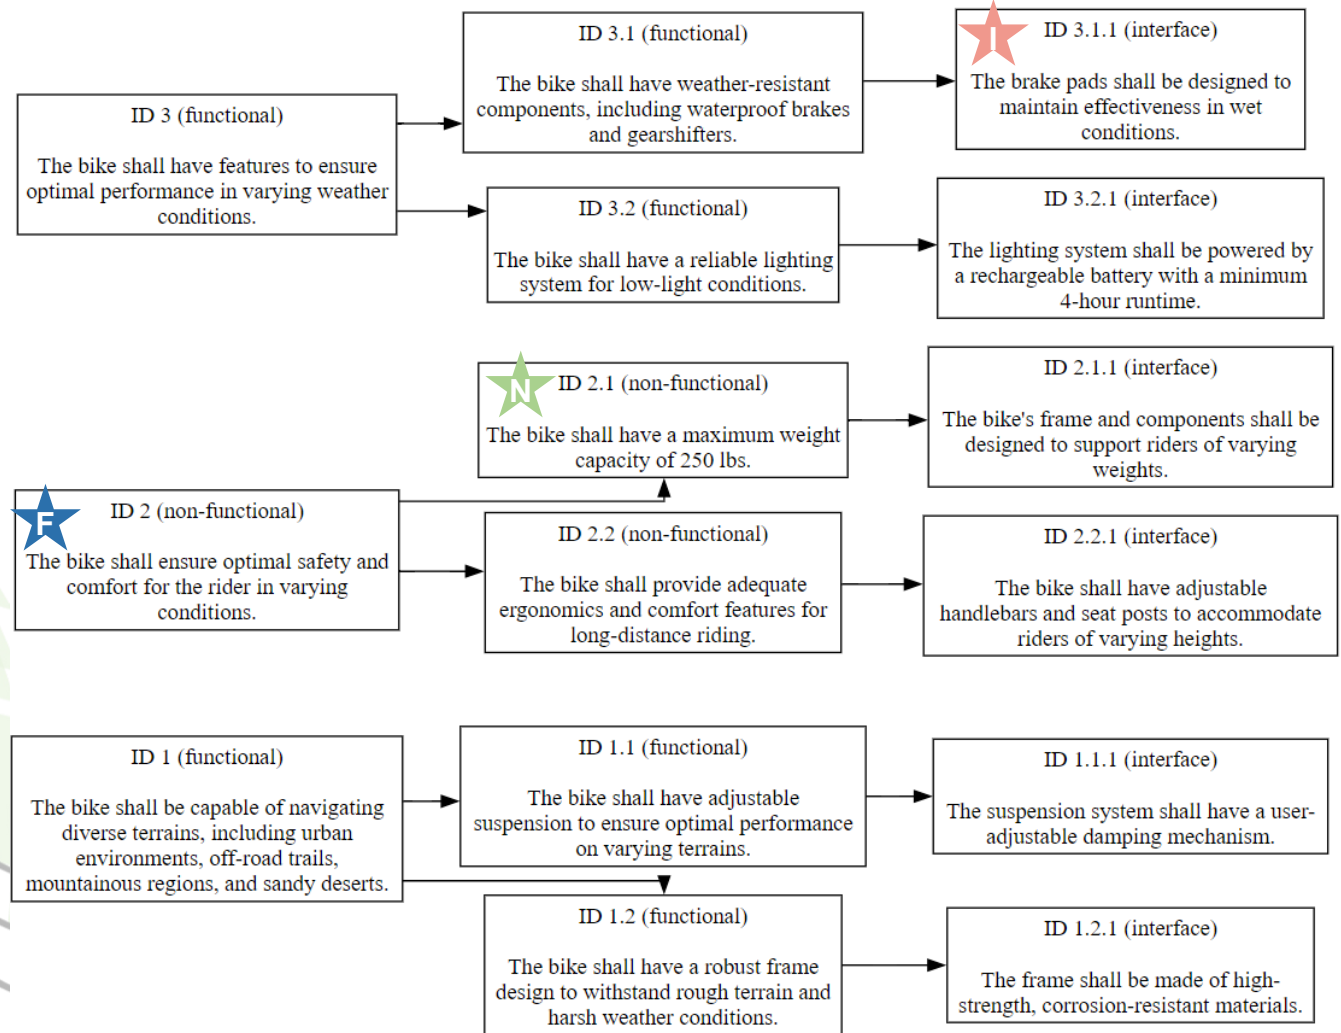 ID 3 (functional)
The bike shall have features to ensure
optimal performance in varying weather
conditions.
ID 3.1 (functional)
The bike shall have weather-resistant
components, including waterproof brakes
and gearshifters.
I
ID 3.1.1 (interface)
The brake pads shall be designed to
maintain effectiveness in wet
conditions.
ID 3.2 (functional)
The bike shall have a reliable lighting
system for low-light conditions.
ID 3.2.1 (interface)
The lighting system shall be powered by
a rechargeable battery with a minimum
4-hour runtime.
F
ID 2 (non-functional)
The bike shall ensure optimal safety and
comfort for the rider in varying
conditions.
N
ID 2.1 (non-functional)
The bike shall have a maximum weight
capacity of 250 lbs.
ID 2.1.1 (interface)
The bike's frame and components shall be
designed to support riders of varying
weights.
ID 2.2 (non-functional)
The bike shall provide adequate
ergonomics and comfort features for
long-distance riding.
ID 2.2.1 (interface)
The bike shall have adjustable
handlebars and seat posts to accommodate
riders of varying heights.
ID 1 (functional)
The bike shall be capable of navigating
diverse terrains, including urban
environments, off-road trails,
mountainous regions, and sandy deserts.
ID 1.1 (functional)
The bike shall have adjustable
suspension to ensure optimal performance
on varying terrains.
ID 1.1.1 (interface)
The suspension system shall have a user-
adjustable damping mechanism.
ID 1.2 (functional)
The bike shall have a robust frame
design to withstand rough terrain and
harsh weather conditions.
ID 1.2.1 (interface)
The frame shall be made of high-
strength, corrosion-resistant materials.